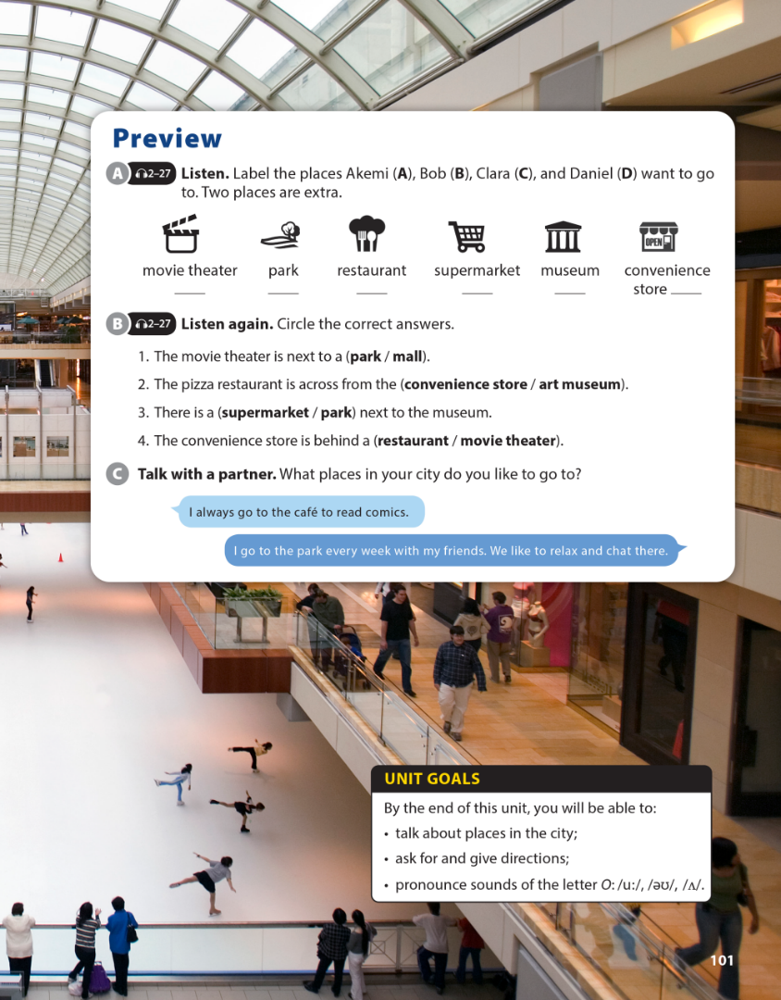 Preview
A 2–27 Listen. Label the places Akemi (A), Bob (B), Clara (C), and Daniel (D) want to go
to. Two places are extra.
OPEN
movie theater park restaurant supermarket museum convenience
store
B 2–27 Listen again. Circle the correct answers.
1. The movie theater is next to a (park / mall).
2. The pizza restaurant is across from the (convenience store / art museum).
3. There is a (supermarket / park) next to the museum.
4. The convenience store is behind a (restaurant / movie theater).
C Talk with a partner. What places in your city do you like to go to?
I always go to the café to read comics.
I go to the park every week with my friends. We like to relax and chat there.
UNIT GOALS
By the end of this unit, you will be able to:
• talk about places in the city;
• ask for and give directions;
• pronounce sounds of the letter O: /u:/, /əʊ/, /ʌ/.
101